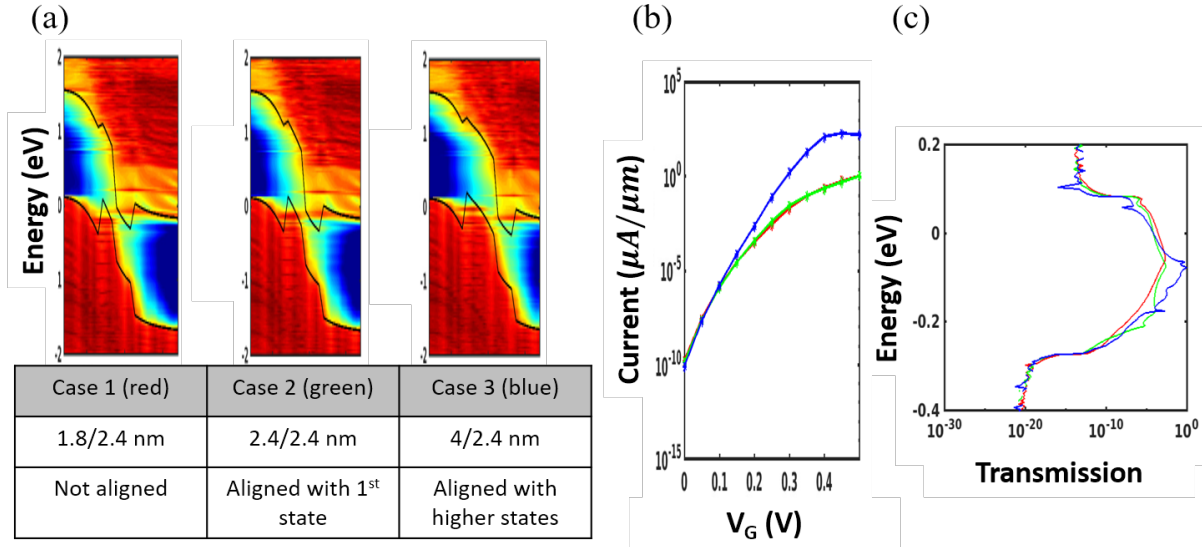 (a)
(b)
(c)
Energy (eV)
2
1
0
-1
-2
2
1
0
-1
-2
2
1
0
-1
-2
Case 1 (red) Case 2 (green) Case 3 (blue)
1.8/2.4 nm 2.4/2.4 nm 4/2.4 nm
Not aligned Aligned with 1st state Aligned with higher states
Current (μA/μm)
10^5
10^0
10^-5
10^-10
10^-15
0 0.1 0.2 0.3 0.4
V_G (V)
Energy (eV)
0.2
0
-0.2
-0.4
10^-30 10^-20 10^-10 10^0
Transmission